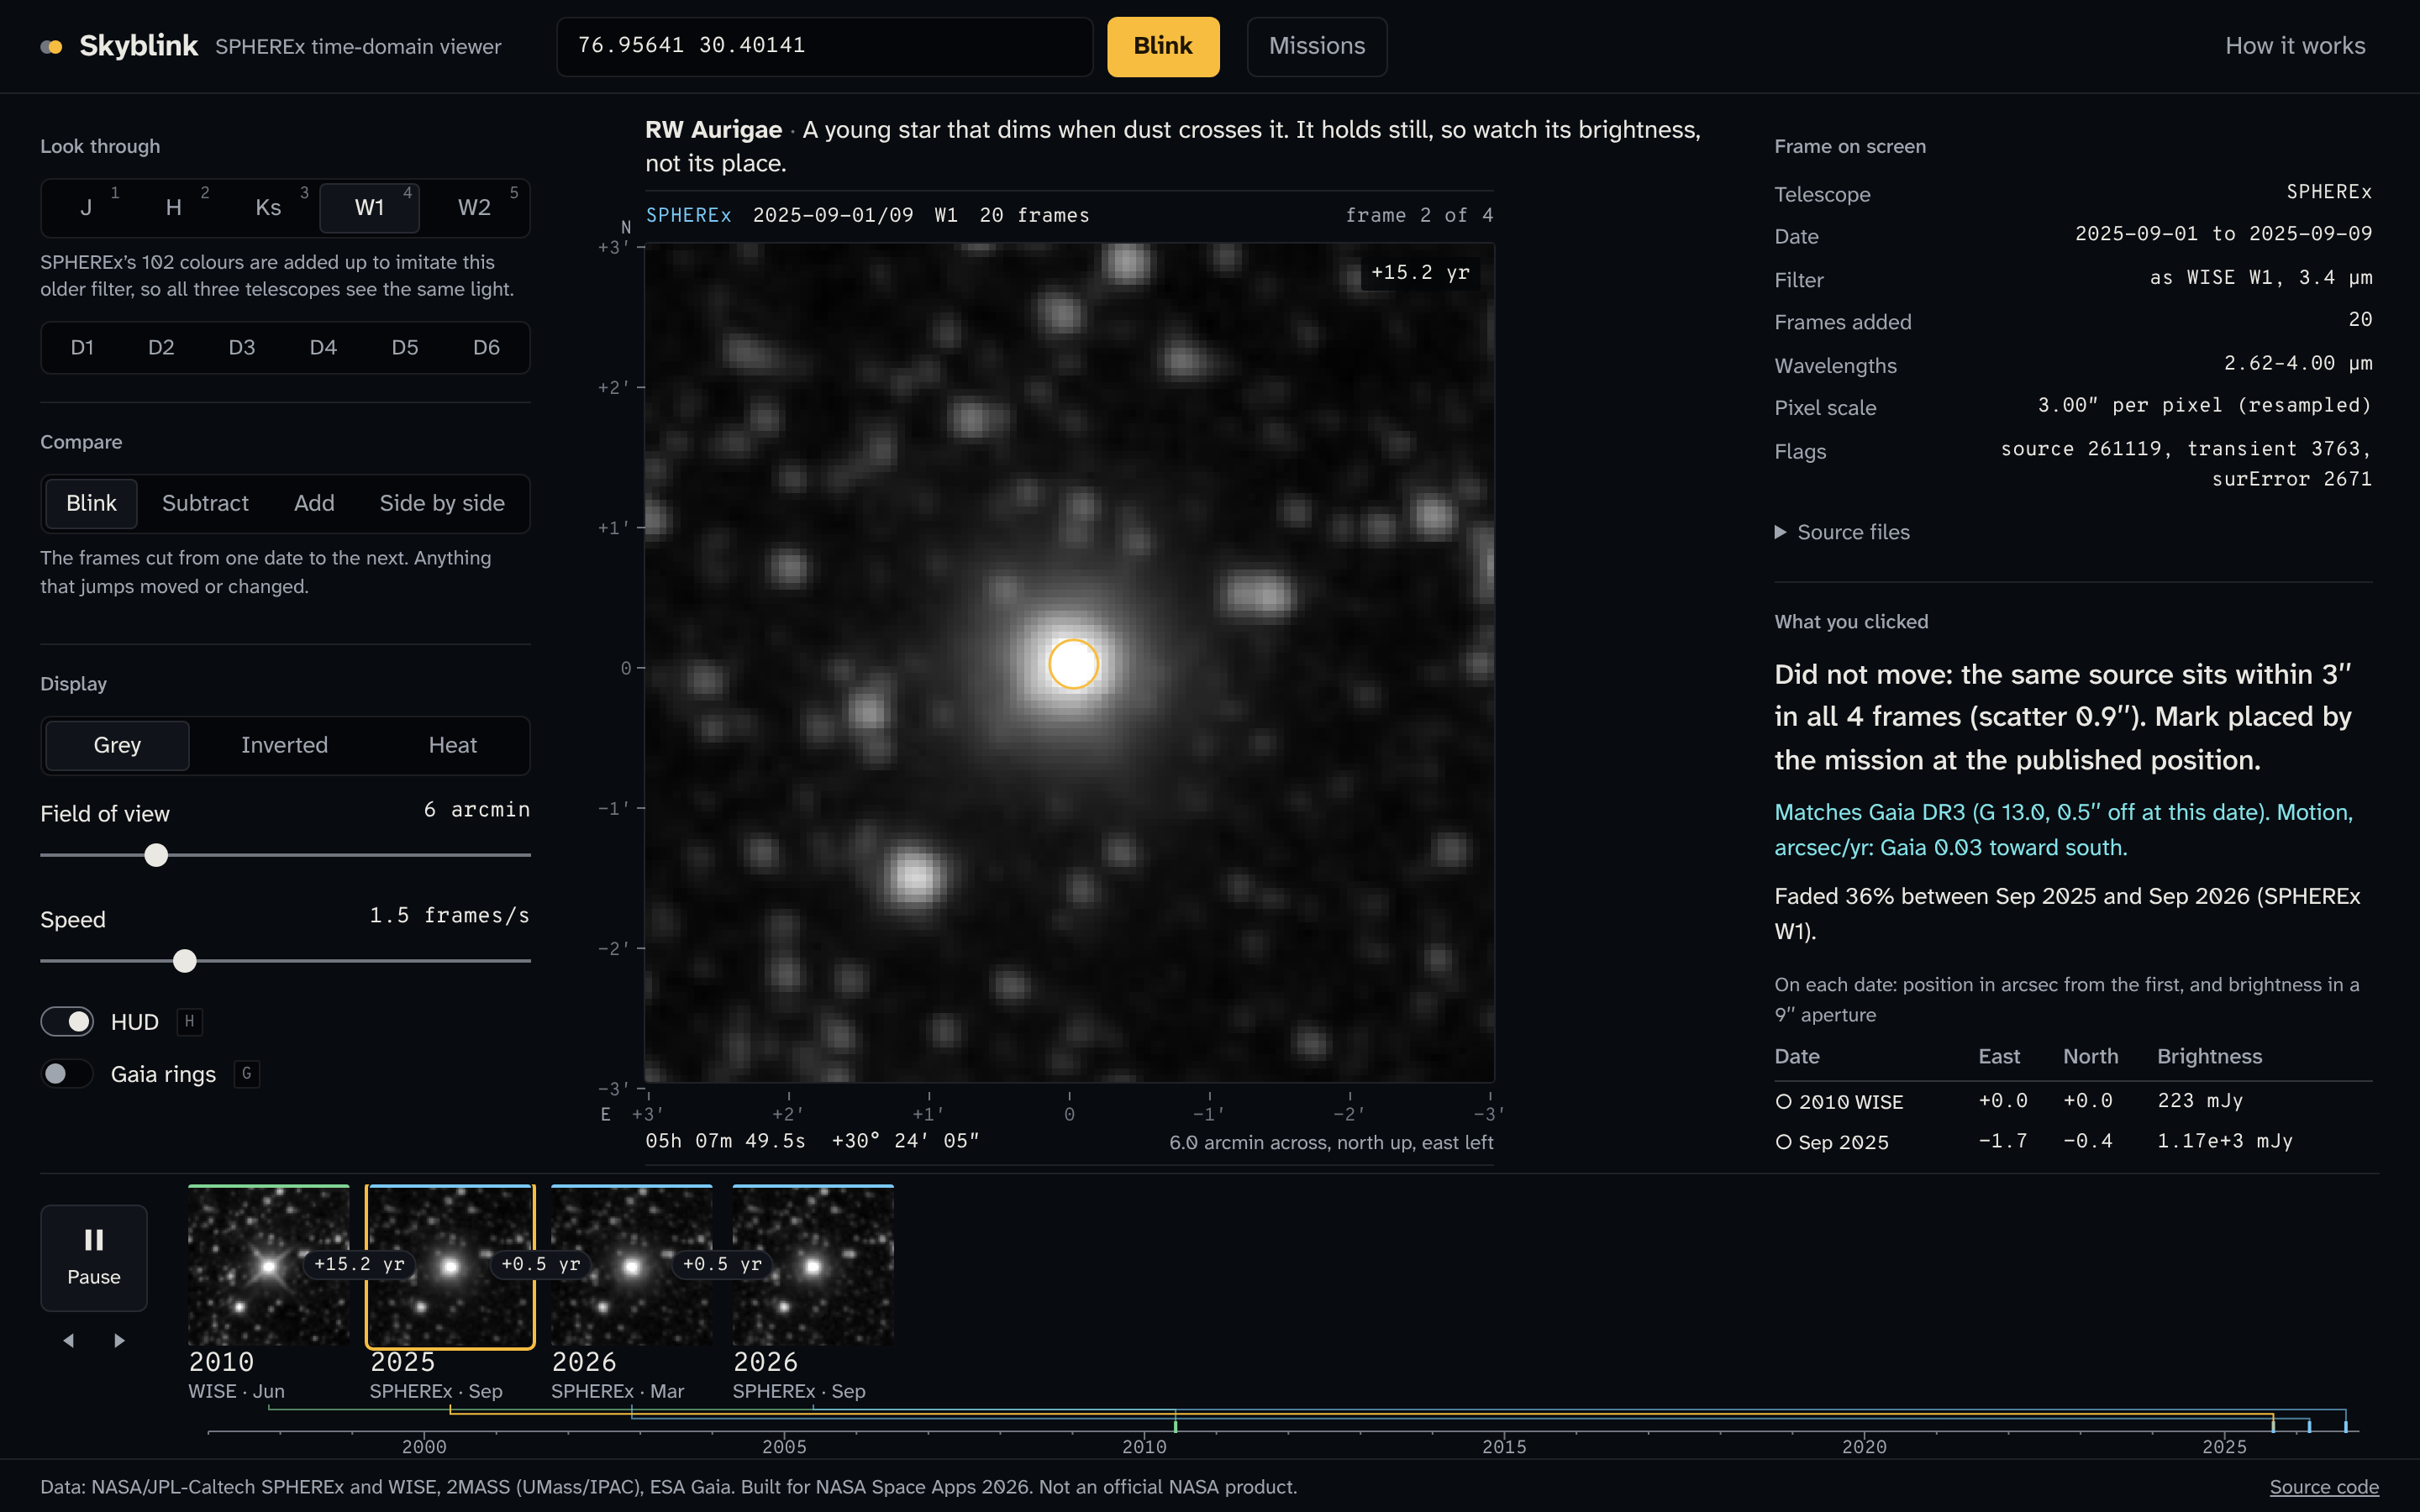 Skyblink SPHEREx time-domain viewer
76.95641 30.40141
Blink
Missions
How it works
Look through
J 1 H 2 Ks 3 W1 4 W2 5
SPHEREx’s 102 colours are added up to imitate this
older filter, so all three telescopes see the same light.
D1 D2 D3 D4 D5 D6
Compare
Blink Subtract Add Side by side
The frames cut from one date to the next. Anything
that jumps moved or changed.
Display
Grey Inverted Heat
Field of view 6 arcmin
Speed 1.5 frames/s
HUD H
Gaia rings G
RW Aurigae · A young star that dims when dust crosses it. It holds still, so watch its brightness,
not its place.
SPHEREx 2025-09-01/09 W1 20 frames frame 2 of 4
N
+3′
+2′
+1′
0
−1′
−2′
−3′
+15.2 yr
E +3′ +2′ +1′ 0 −1′ −2′ −3′
05h 07m 49.5s +30° 24′ 05″ 6.0 arcmin across, north up, east left
Frame on screen
Telescope SPHEREx
Date 2025-09-01 to 2025-09-09
Filter as WISE W1, 3.4 µm
Frames added 20
Wavelengths 2.62–4.00 µm
Pixel scale 3.00″ per pixel (resampled)
Flags source 261119, transient 3763,
surError 2671
▶ Source files
What you clicked
Did not move: the same source sits within 3″
in all 4 frames (scatter 0.9″). Mark placed by
the mission at the published position.
Matches Gaia DR3 (G 13.0, 0.5″ off at this date). Motion,
arcsec/yr: Gaia 0.03 toward south.
Faded 36% between Sep 2025 and Sep 2026 (SPHEREx
W1).
On each date: position in arcsec from the first, and brightness in a
9″ aperture
Date East North Brightness
2010 WISE +0.0 +0.0 223 mJy
Sep 2025 −1.7 −0.4 1.17e+3 mJy
Pause
+15.2 yr +0.5 yr +0.5 yr
2010 2025 2026 2026
WISE · Jun SPHEREx · Sep SPHEREx · Mar SPHEREx · Sep
2000 2005 2010 2015 2020 2025
Data: NASA/JPL-Caltech SPHEREx and WISE, 2MASS (UMass/IPAC), ESA Gaia. Built for NASA Space Apps 2026. Not an official NASA product.
Source code